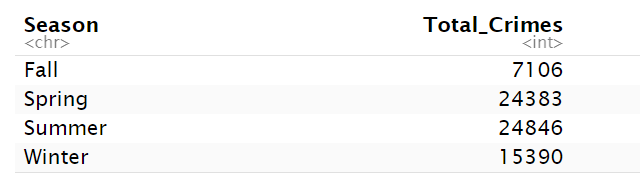 Season Total_Crimes
<chr> <int>
Fall 7106
Spring 24383
Summer 24846
Winter 15390